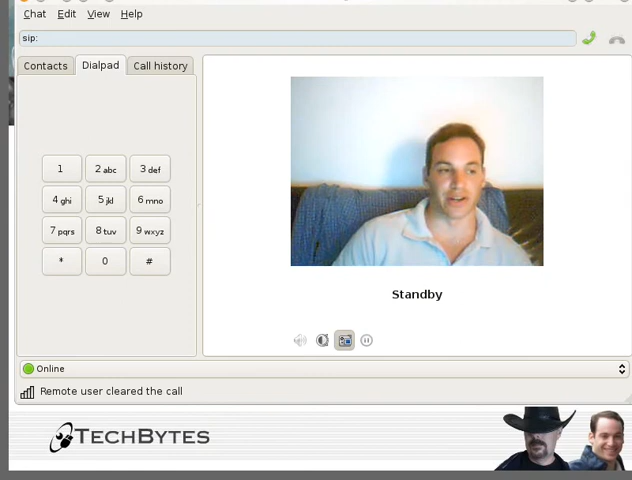 Chat Edit View Help
sip:
Contacts Dialpad Call history
1 2 abc 3 def
4 ghi 5 jkl 6 mno
7 pqrs 8 tuv 9 wxyz
* 0 #
Standby
Online
Remote user cleared the call
TECHBYTES